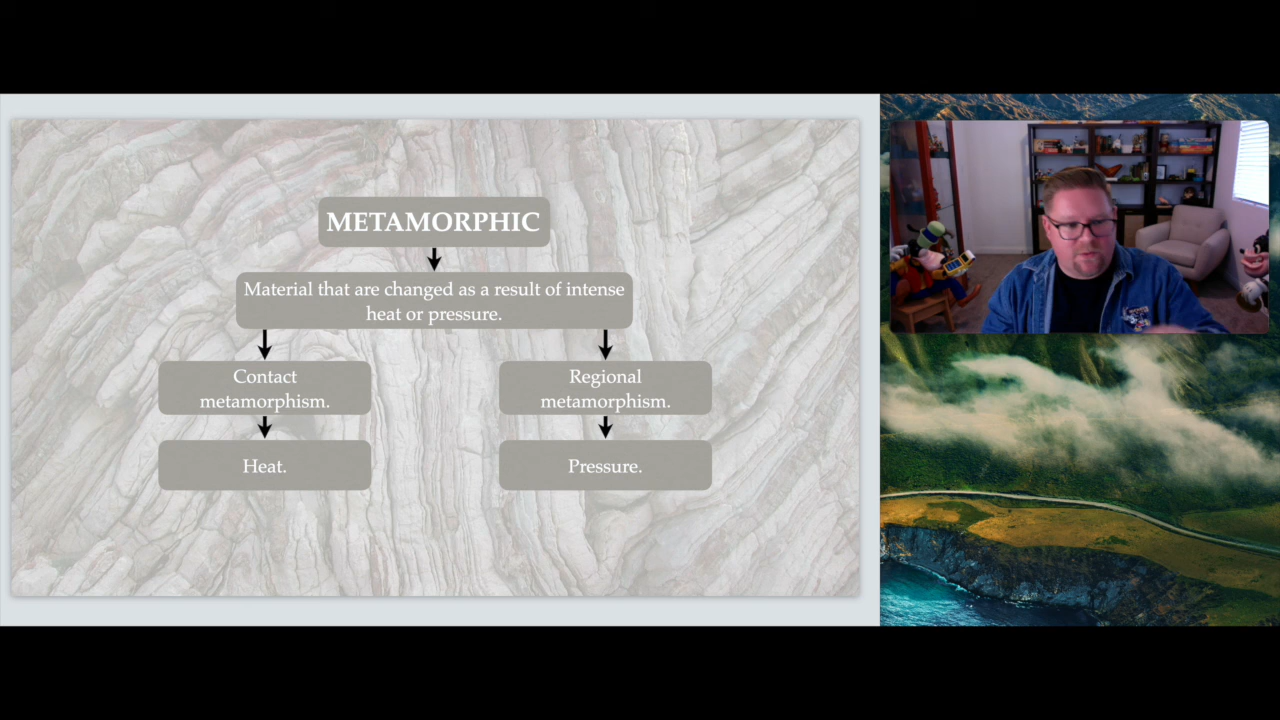 METAMORPHIC
Material that are changed as a result of intense
heat or pressure.
Contact
metamorphism.
Regional
metamorphism.
Heat.
Pressure.